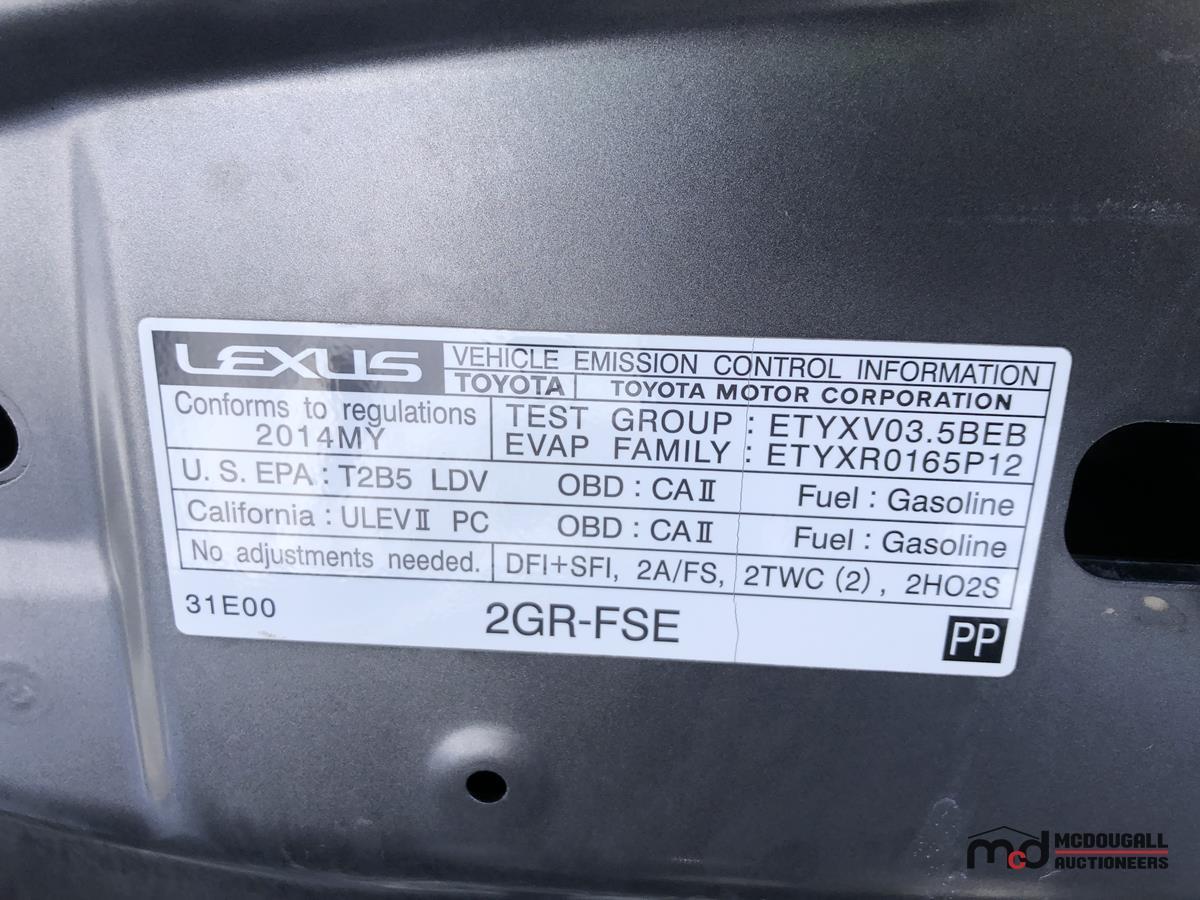 LEXUS VEHICLE EMISSION CONTROL INFORMATION
TOYOTA TOYOTA MOTOR CORPORATION
Conforms to regulations
2014MY
TEST GROUP : ETYXV03.5BEB
EVAP FAMILY : ETYXR0165P12
U. S. EPA : T2B5 LDV OBD : CAⅡ Fuel : Gasoline
California : ULEVⅡ PC OBD : CAⅡ Fuel : Gasoline
No adjustments needed. DFI+SFI, 2A/FS, 2TWC (2) , 2HO2S
31E00 2GR-FSE PP
mcd MCDOUGALL
AUCTIONEERS